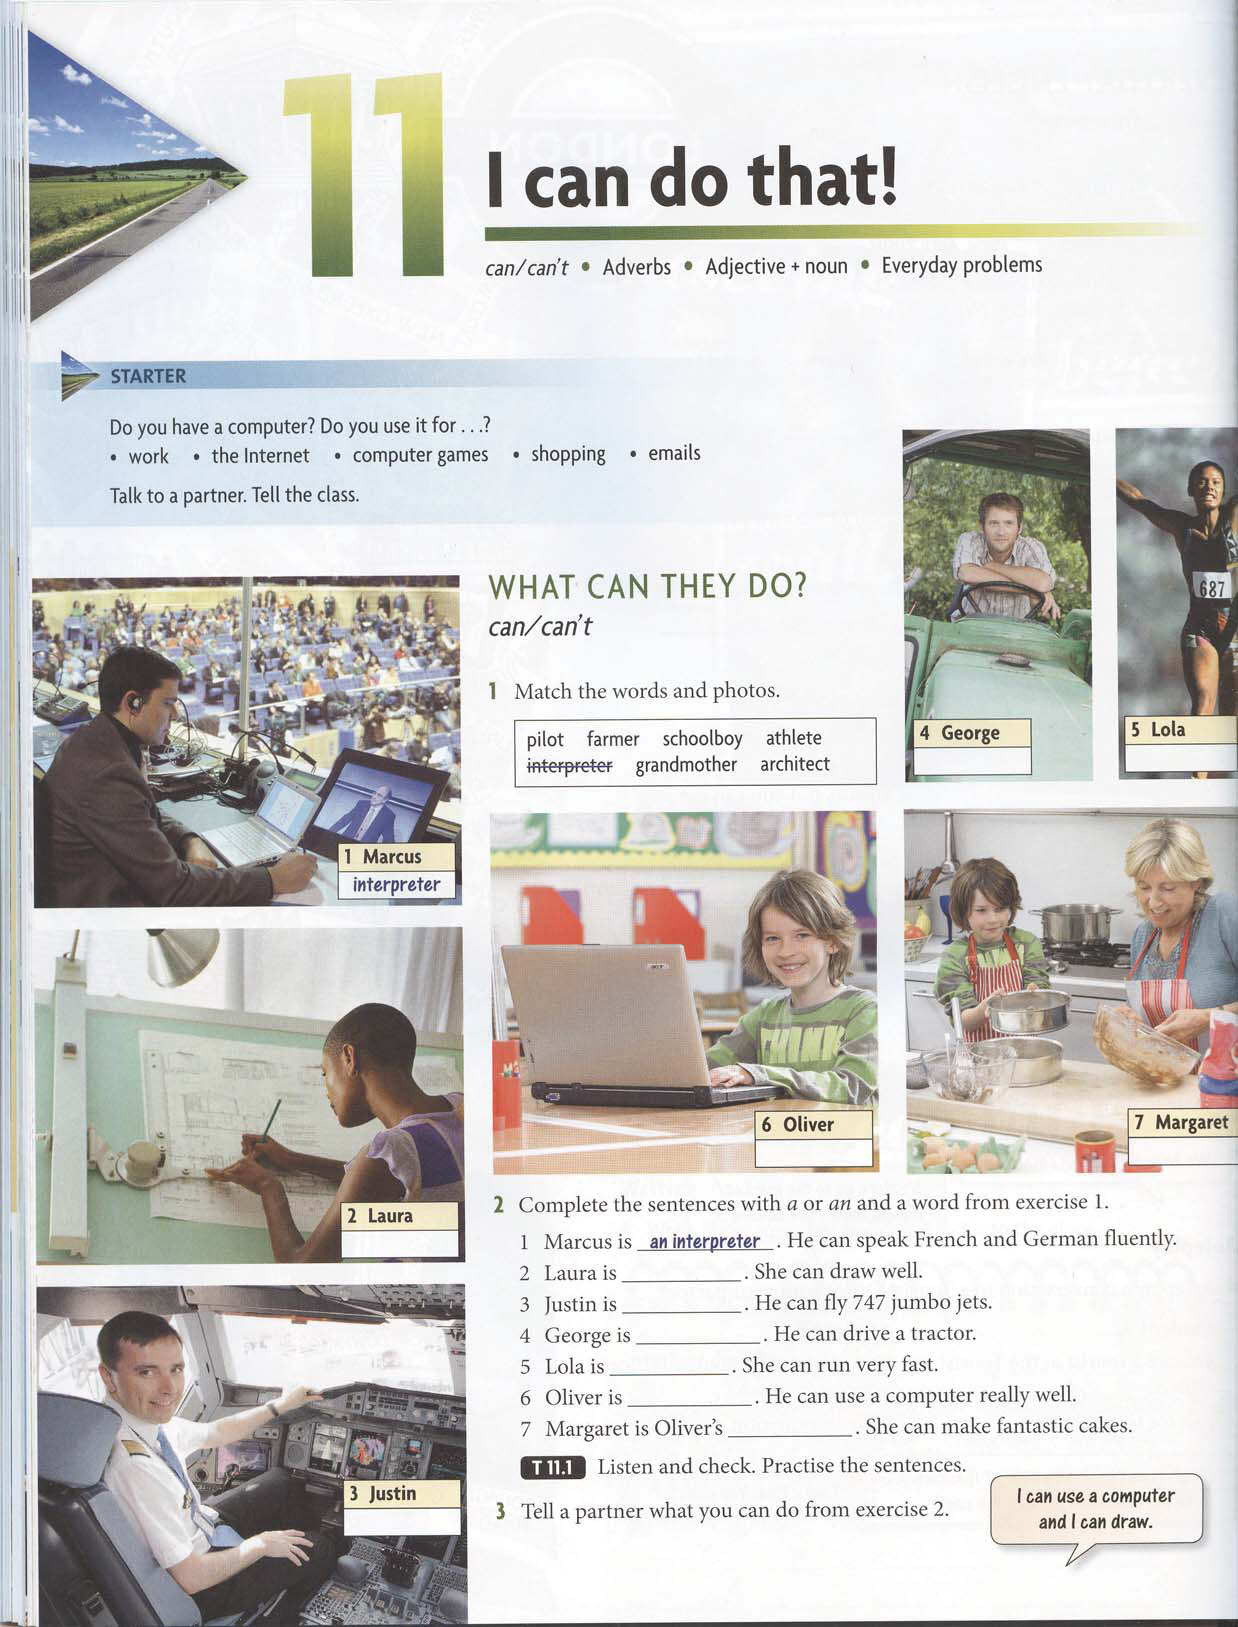 11
I can do that!
can/can't • Adverbs • Adjective + noun • Everyday problems
STARTER
Do you have a computer? Do you use it for . . .?
• work • the Internet • computer games • shopping • emails
Talk to a partner. Tell the class.
WHAT CAN THEY DO?
can/can't
1 Match the words and photos.
pilot farmer schoolboy athlete
interpreter grandmother architect
1 Marcus
interpreter
2 Laura
3 Justin
4 George
687
5 Lola
acer
THINK
6 Oliver
7 Margaret
2 Complete the sentences with a or an and a word from exercise 1.
1 Marcus is an interpreter . He can speak French and German fluently.
2 Laura is ____________ . She can draw well.
3 Justin is ____________ . He can fly 747 jumbo jets.
4 George is ____________ . He can drive a tractor.
5 Lola is ____________ . She can run very fast.
6 Oliver is ____________ . He can use a computer really well.
7 Margaret is Oliver's ____________ . She can make fantastic cakes.
T 11.1 Listen and check. Practise the sentences.
3 Tell a partner what you can do from exercise 2.
I can use a computer
and I can draw.